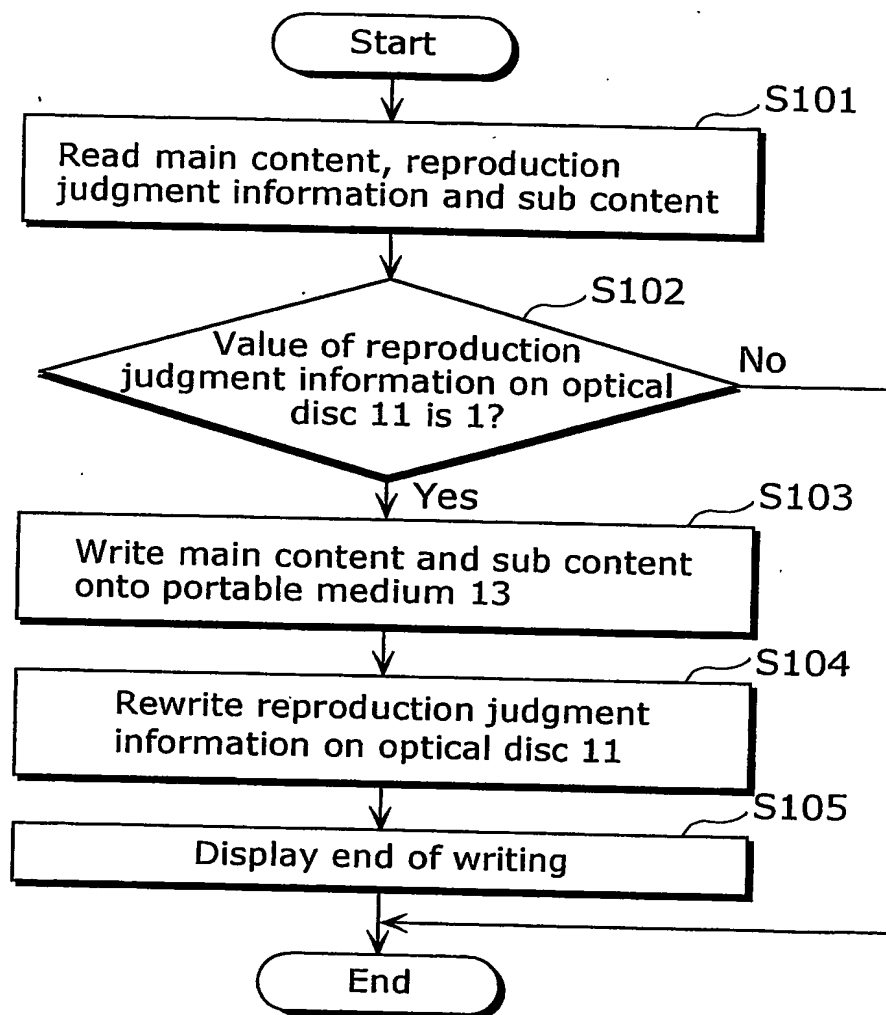 Start
S101
Read main content, reproduction
judgment information and sub content
S102
Value of reproduction
judgment information on optical
disc 11 is 1?
No
Yes
S103
Write main content and sub content
onto portable medium 13
S104
Rewrite reproduction judgment
information on optical disc 11
S105
Display end of writing
End